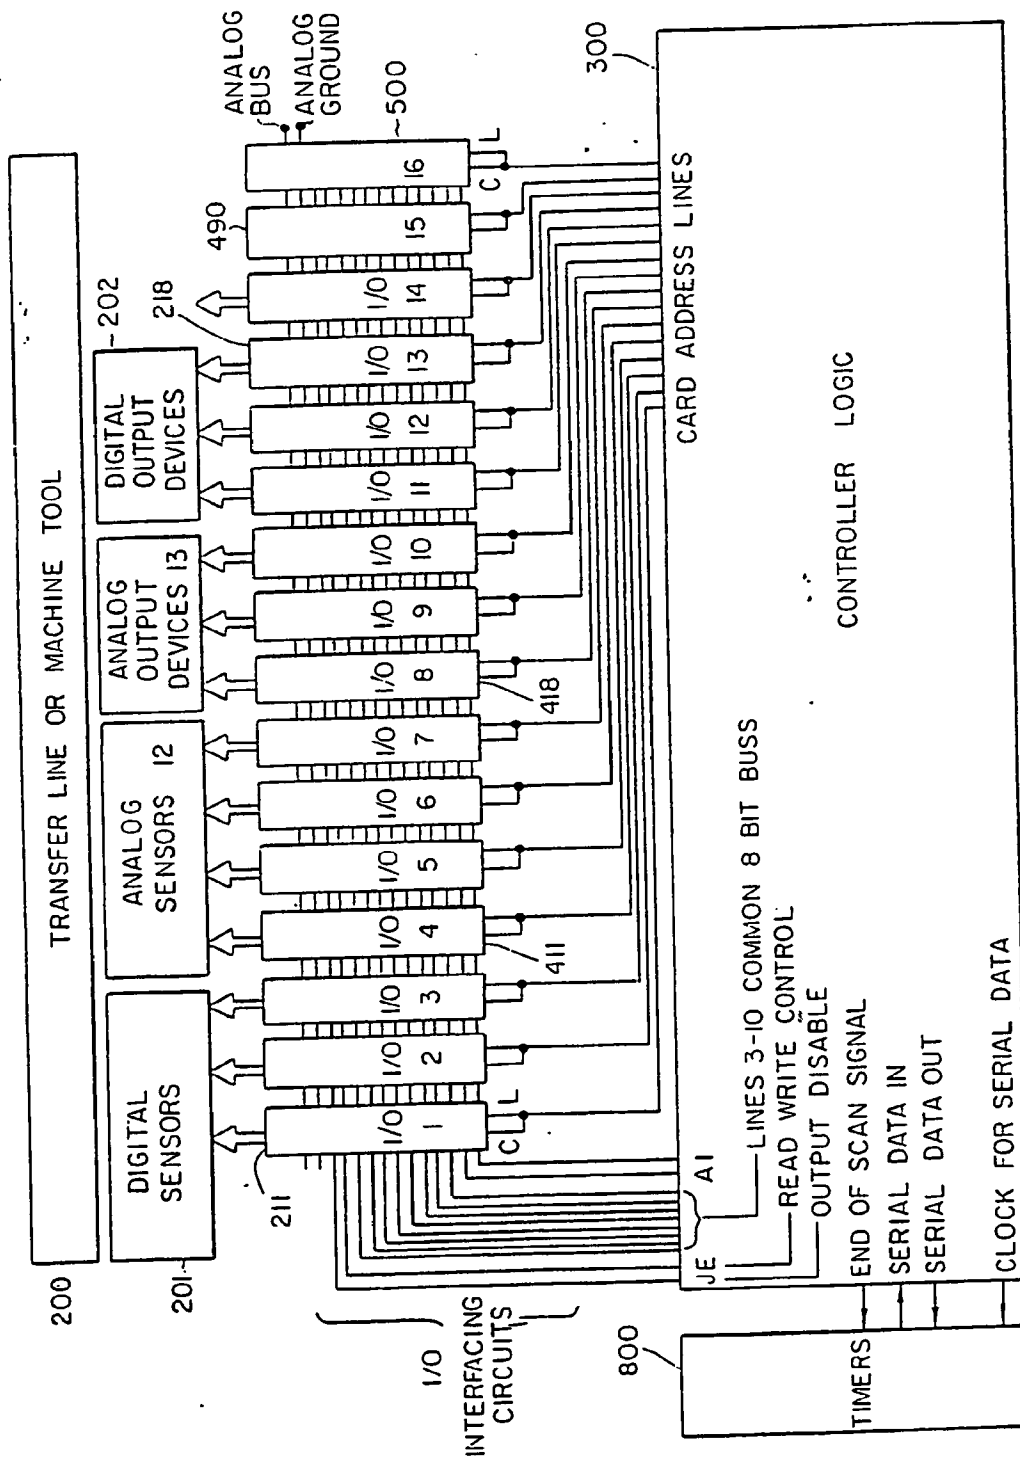 200
TRANSFER LINE OR MACHINE TOOL
201
DIGITAL
SENSORS
ANALOG
SENSORS 12
ANALOG
OUTPUT
DEVICES 13
DIGITAL
OUTPUT
DEVICES
202
218
490
ANALOG
BUS
ANALOG
GROUND
500
211
I/O
1
I/O
2
I/O
3
I/O
4
I/O
5
I/O
6
I/O
7
I/O
8
I/O
9
I/O
10
I/O
11
I/O
12
I/O
13
I/O
14
15
16
C
L
411
418
C
L
I/O
INTERFACING
CIRCUITS
300
CARD ADDRESS LINES
JE
A1
LINES 3-10 COMMON 8 BIT BUSS
READ WRITE CONTROL
OUTPUT DISABLE
CONTROLLER LOGIC
800
TIMERS
END OF SCAN SIGNAL
SERIAL DATA IN
SERIAL DATA OUT
CLOCK FOR SERIAL DATA